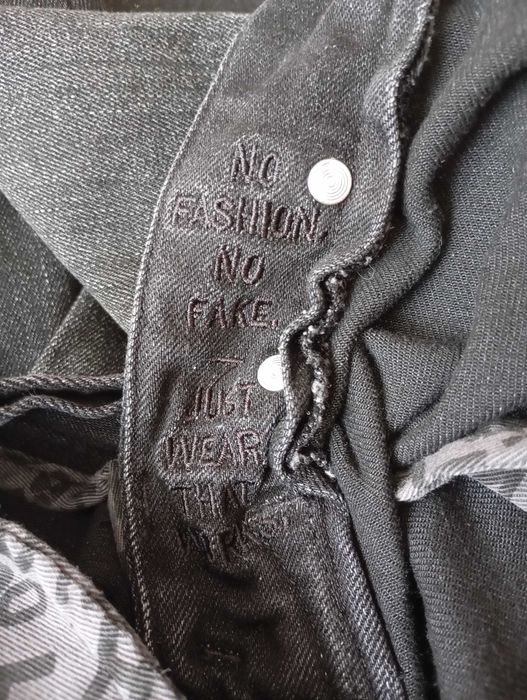 NO
FASHION.
NO
FAKE.
–
JUST
WEAR
THAT